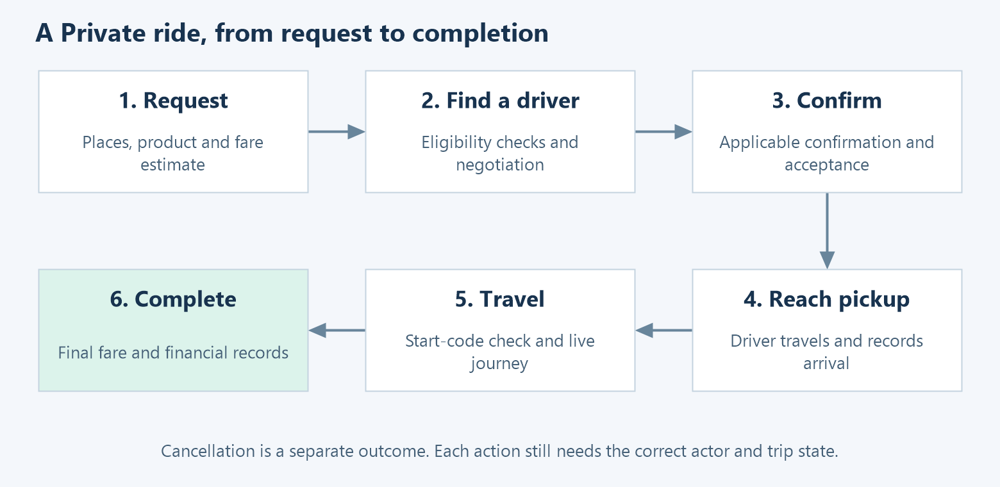 A Private ride, from request to completion
1. Request
Places, product and fare
estimate
2. Find a driver
Eligibility checks and
negotiation
3. Confirm
Applicable confirmation and
acceptance
4. Reach pickup
Driver travels and records
arrival
5. Travel
Start-code check and live
journey
6. Complete
Final fare and financial records
Cancellation is a separate outcome. Each action still needs the correct actor and trip state.